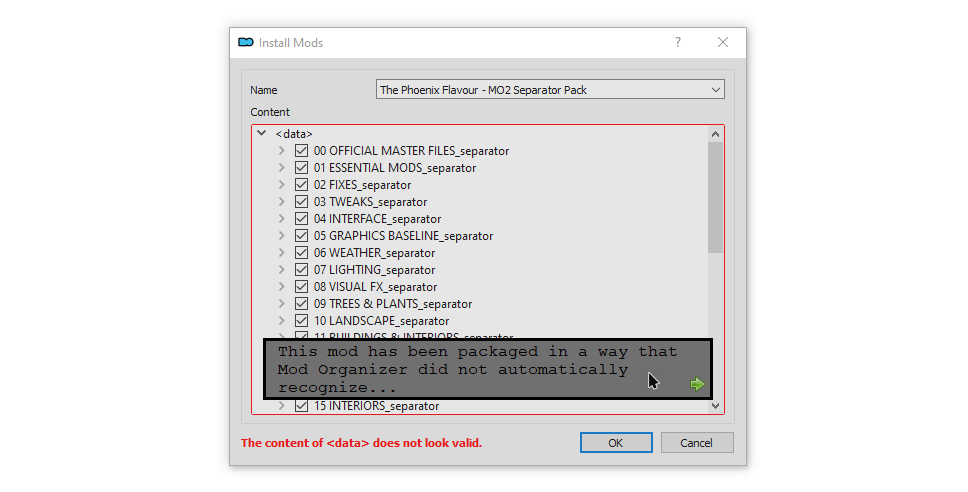 Install Mods
?
Name
The Phoenix Flavour - MO2 Separator Pack
Content
<data>
00 OFFICIAL MASTER FILES_separator
01 ESSENTIAL MODS_separator
02 FIXES_separator
03 TWEAKS_separator
04 INTERFACE_separator
05 GRAPHICS BASELINE_separator
06 WEATHER_separator
07 LIGHTING_separator
08 VISUAL FX_separator
09 TREES & PLANTS_separator
10 LANDSCAPE_separator
11 BUILDINGS & INTERIORS_separator
This mod has been packaged in a way that
Mod Organizer did not automatically
recognize...
15 INTERIORS_separator
The content of <data> does not look valid.
OK
Cancel